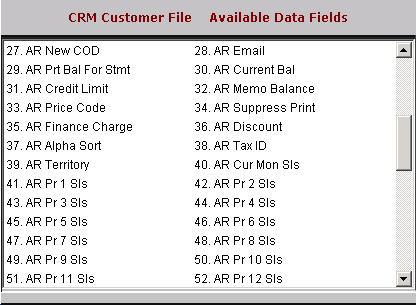 CRM Customer File Available Data Fields
27. AR New COD 28. AR Email
29. AR Prt Bal For Stmt 30. AR Current Bal
31. AR Credit Limit 32. AR Memo Balance
33. AR Price Code 34. AR Suppress Print
35. AR Finance Charge 36. AR Discount
37. AR Alpha Sort 38. AR Tax ID
39. AR Territory 40. AR Cur Mon Sls
41. AR Pr 1 Sls 42. AR Pr 2 Sls
43. AR Pr 3 Sls 44. AR Pr 4 Sls
45. AR Pr 5 Sls 46. AR Pr 6 Sls
47. AR Pr 7 Sls 48. AR Pr 8 Sls
49. AR Pr 9 Sls 50. AR Pr 10 Sls
51. AR Pr 11 Sls 52. AR Pr 12 Sls